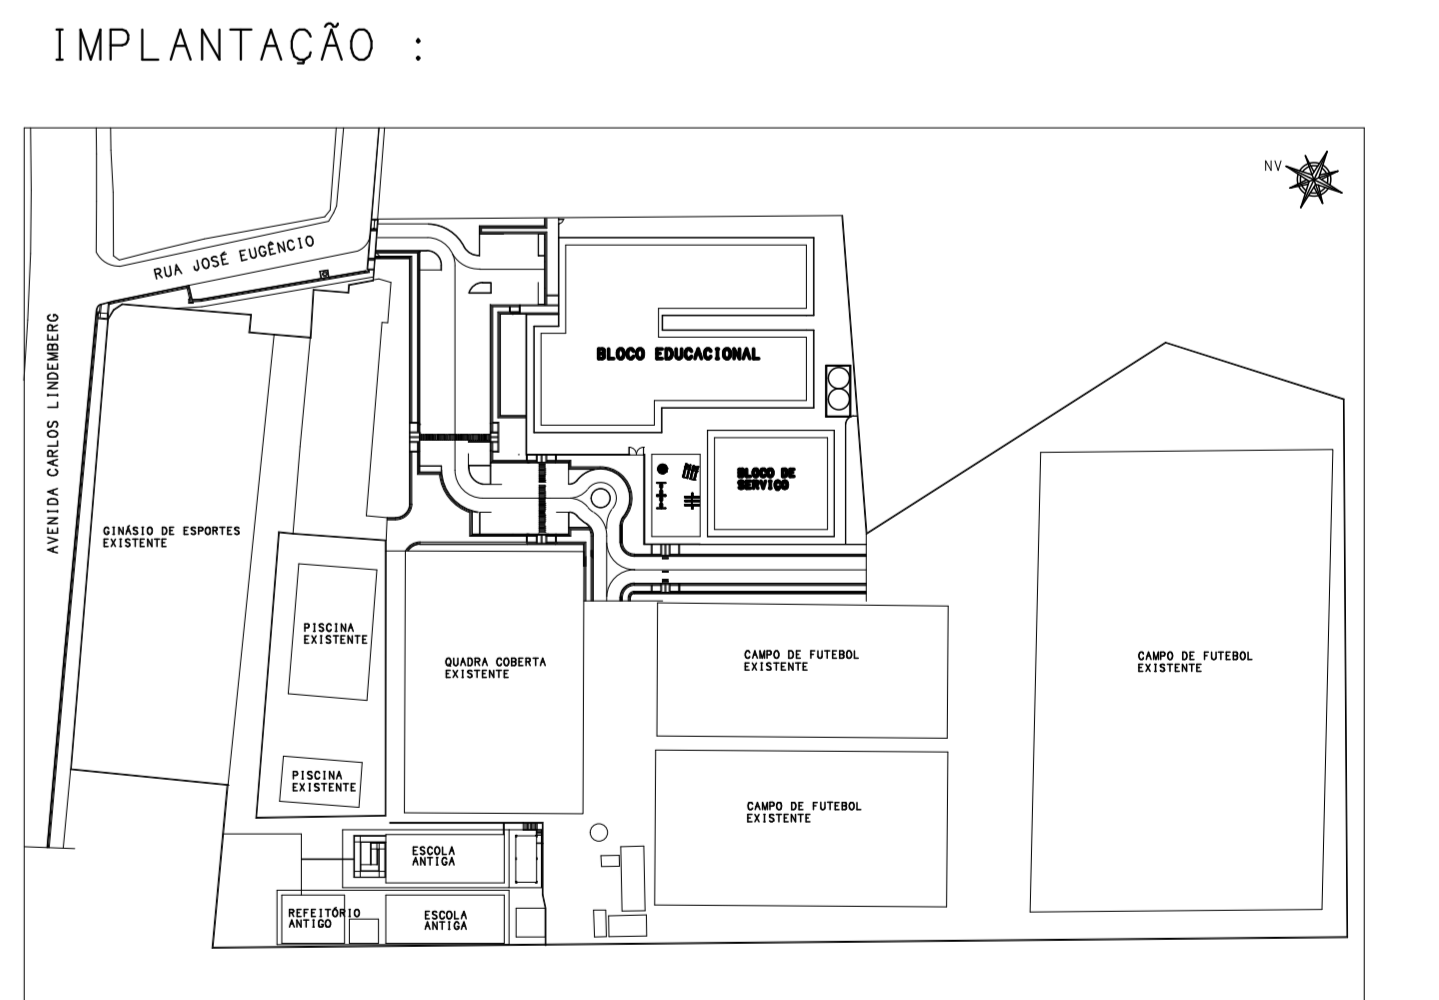 IMPLANTAÇÃO :
NV
RUA JOSÉ EUGÊNCIO
AVENIDA CARLOS LINDEMBERG
BLOCO EDUCACIONAL
BLOCO DE
SERVIÇO
GINÁSIO DE ESPORTES
EXISTENTE
PISCINA
EXISTENTE
QUADRA COBERTA
EXISTENTE
CAMPO DE FUTEBOL
EXISTENTE
CAMPO DE FUTEBOL
EXISTENTE
PISCINA
EXISTENTE
CAMPO DE FUTEBOL
EXISTENTE
ESCOLA
ANTIGA
REFEITÓRIO
ANTIGO
ESCOLA
ANTIGA